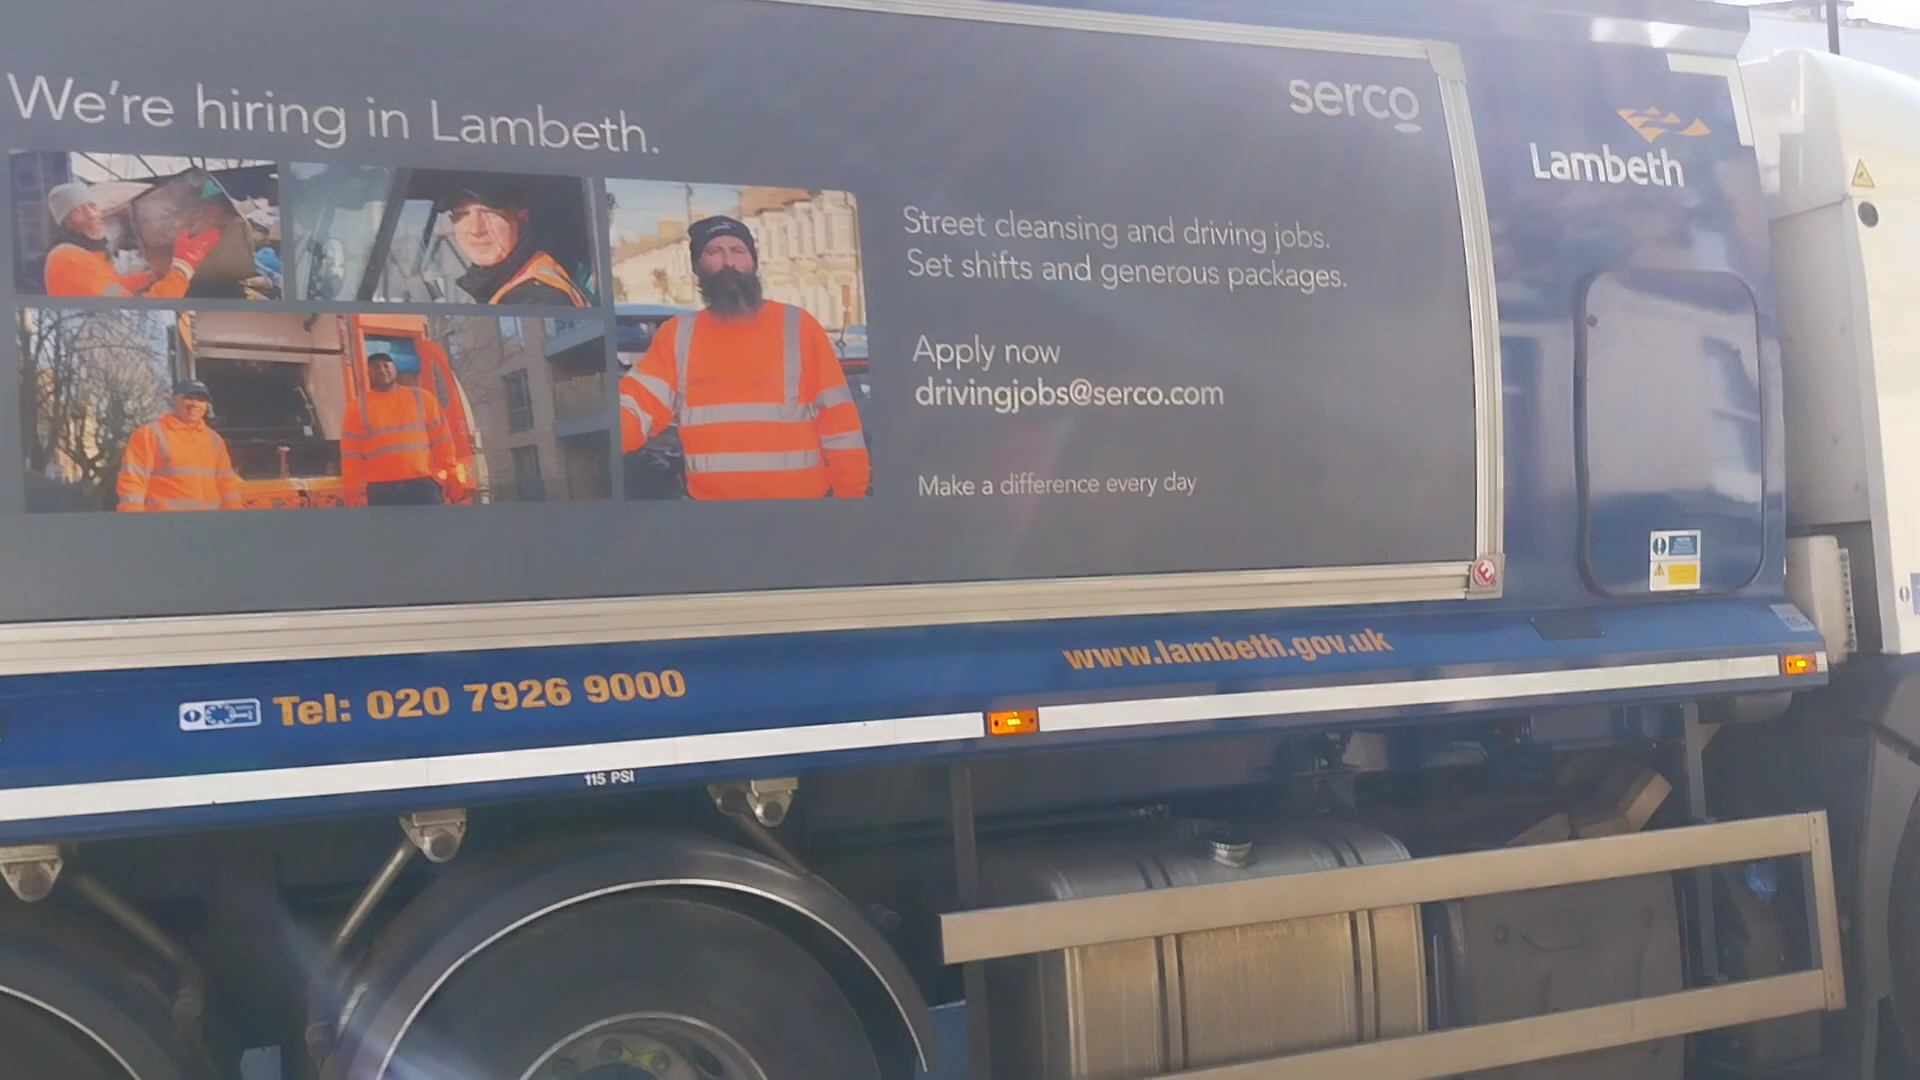 We're hiring in Lambeth.
serco
Lambeth
Street cleansing and driving jobs.
Set shifts and generous packages.
Apply now
drivingjobs@serco.com
Make a difference every day
www.lambeth.gov.uk
Tel: 020 7926 9000
115 PSI